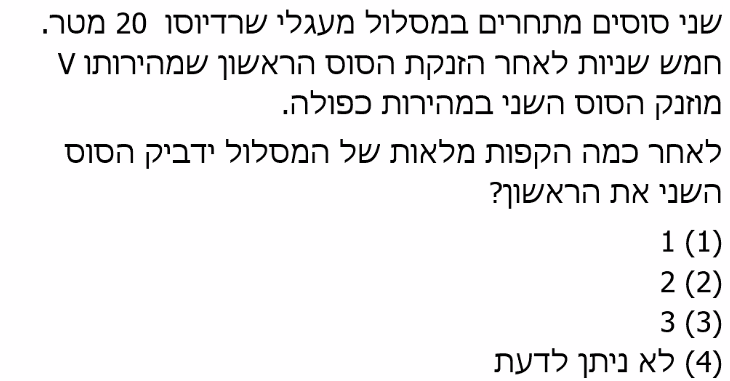 שני סוסים מתחרים במסלול מעגלי שרדיוסו 20 מטר.
חמש שניות לאחר הזנקת הסוס הראשון שמהירותו V
מוזנק הסוס השני במהירות כפולה.
לאחר כמה הקפות מלאות של המסלול ידביק הסוס
השני את הראשון?
(1) 1
(2) 2
(3) 3
(4) לא ניתן לדעת